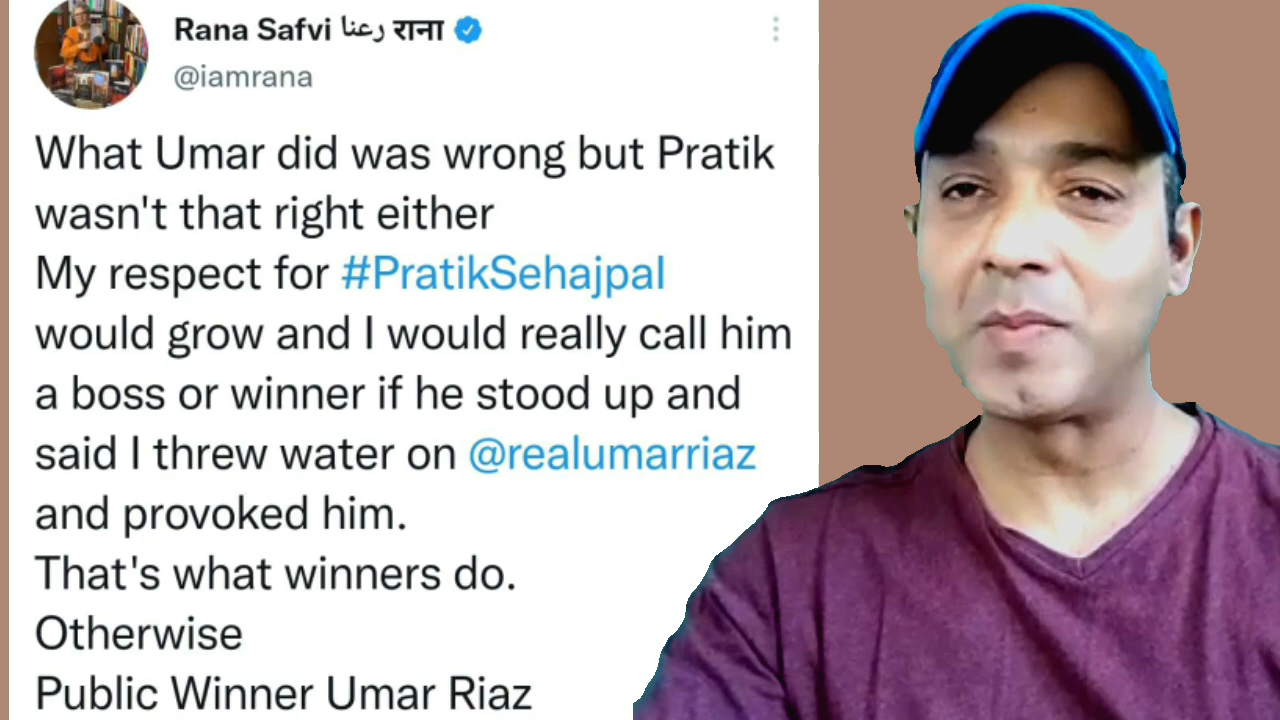 Rana Safvi رعنا राना
@iamrana
What Umar did was wrong but Pratik
wasn't that right either
My respect for #PratikSehajpal
would grow and I would really call him
a boss or winner if he stood up and
said I threw water on @realumarriaz
and provoked him.
That's what winners do.
Otherwise
Public Winner Umar Riaz